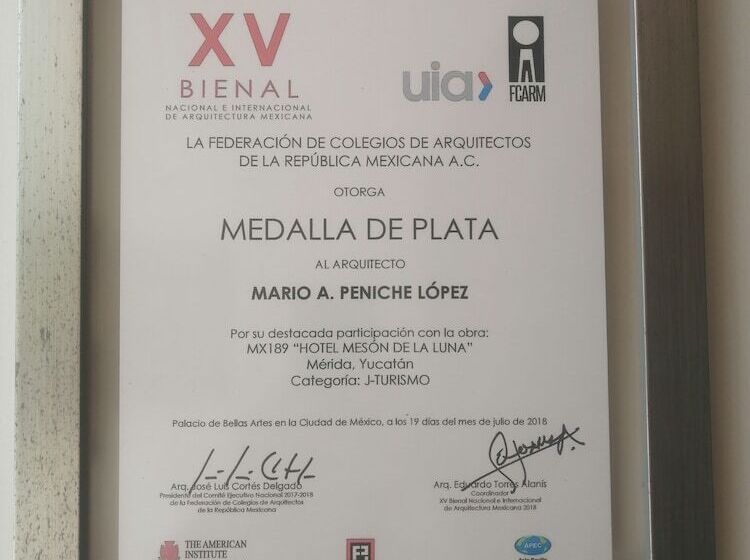 XV
BIENAL
NACIONAL E INTERNACIONAL
DE ARQUITECTURA MEXICANA
uia
FCARM
LA FEDERACIÓN DE COLEGIOS DE ARQUITECTOS
DE LA REPÚBLICA MEXICANA A.C.
OTORGA
MEDALLA DE PLATA
AL ARQUITECTO
MARIO A. PENICHE LÓPEZ
Por su destacada participación con la obra:
MX189 “HOTEL MESÓN DE LA LUNA”
Mérida, Yucatán
Categoría: J-TURISMO
Palacio de Bellas Artes en la Ciudad de México, a los 19 días del mes de julio de 2018
Arq. José Luis Cortés Delgado
Presidente del Comité Ejecutivo Nacional 2017-2018
de la Federación de Colegios de Arquitectos
de la República Mexicana
Arq. Eduardo Torres Alanís
Coordinador
XV Bienal Nacional e Internacional
de Arquitectura Mexicana 2018
THE AMERICAN
INSTITUTE
APEC